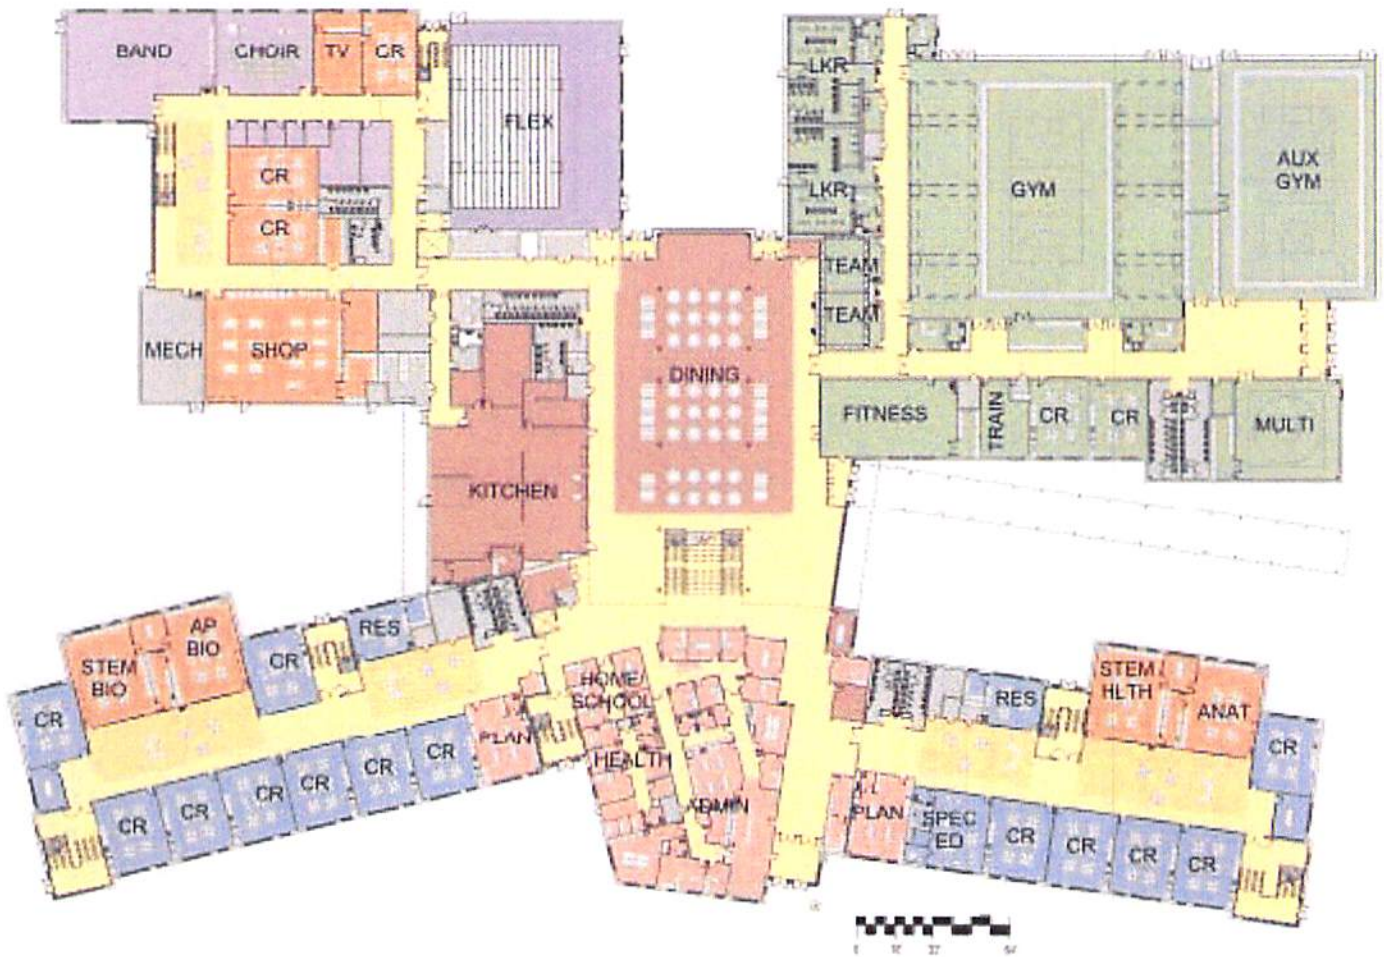 BAND
CHOIR
TV
CR
FLEX
LKR
LKR
GYM
AUX
GYM
CR
CR
TEAM
TEAM
MECH
SHOP
DINING
FITNESS
TRAIN
CR
CR
MULTI
KITCHEN
STEM
BIO
AP
BIO
CR
RES
CR
PLAN
CR
CR
CR
CR
CR
CR
HOME/
SCHOOL
HEALTH
ADMIN
RES
STEM
HLTH
ANAT
CR
PLAN
SPEC
ED
CR
CR
CR
CR